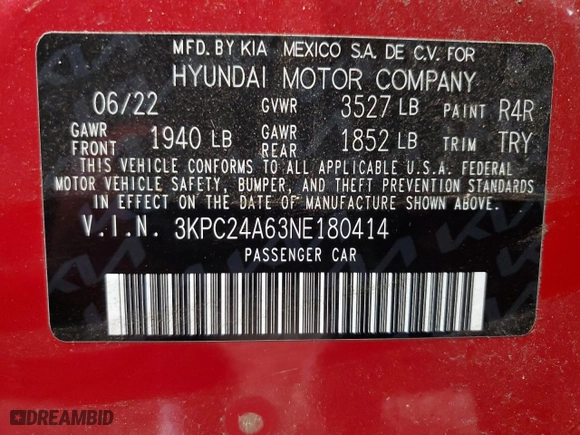 MFD. BY KIA MEXICO S.A. DE C.V. FOR
HYUNDAI MOTOR COMPANY
06/22 GVWR 3527 LB PAINT R4R
GAWR FRONT 1940 LB GAWR REAR 1852 LB TRIM TRY
THIS VEHICLE CONFORMS TO ALL APPLICABLE U.S.A. FEDERAL
MOTOR VEHICLE SAFETY, BUMPER, AND THEFT PREVENTION STANDARDS
IN EFFECT ON THE DATE OF MANUFACTURE SHOWN ABOVE.
V.I.N. 3KPC24A63NE180414
PASSENGER CAR
DREAMBID